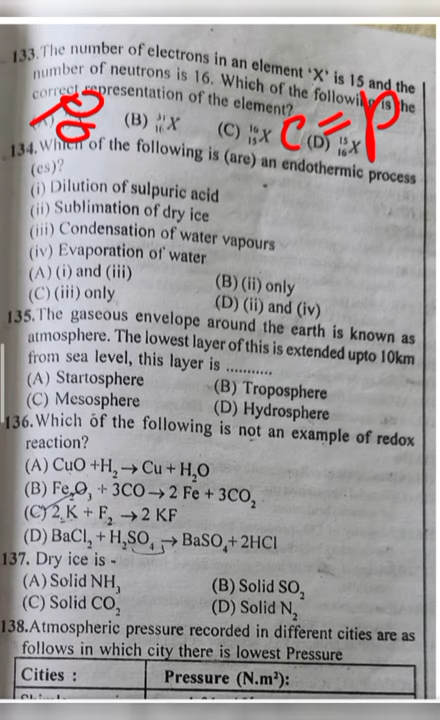 133. The number of electrons in an element 'X' is 15 and the
number of neutrons is 16. Which of the following is the
correct representation of the element?
(A) (B) ³¹₁₆X (C) ¹⁶₁₅X (D) ¹⁵₁₆X
e = p
134. Which of the following is (are) an endothermic process
(es)?
(i) Dilution of sulpuric acid
(ii) Sublimation of dry ice
(iii) Condensation of water vapours
(iv) Evaporation of water
(A) (i) and (iii) (B) (ii) only
(C) (iii) only (D) (ii) and (iv)
135. The gaseous envelope around the earth is known as
atmosphere. The lowest layer of this is extended upto 10km
from sea level, this layer is ...........
(A) Startosphere (B) Troposphere
(C) Mesosphere (D) Hydrosphere
136. Which of the following is not an example of redox
reaction?
(A) CuO + H₂ → Cu + H₂O
(B) Fe₂O₃ + 3CO → 2 Fe + 3CO₂
(C) 2 K + F₂ → 2 KF
(D) BaCl₂ + H₂SO₄ → BaSO₄ + 2HCl
137. Dry ice is -
(A) Solid NH₃ (B) Solid SO₂
(C) Solid CO₂ (D) Solid N₂
138. Atmospheric pressure recorded in different cities are as
follows in which city there is lowest Pressure
Cities : Pressure (N.m²):